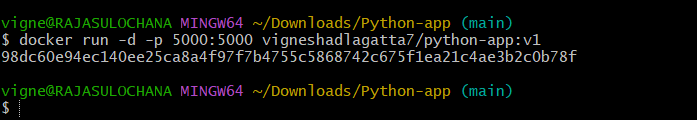 vigne@RAJASULOCHANA MINGW64 ~/Downloads/Python-app (main)
$ docker run -d -p 5000:5000 vigneshadlagatta7/python-app:v1
98dc60e94ec140ee25ca8a4f97f7b4755c5868742c675f1ea21c4ae3b2c0b78f
vigne@RAJASULOCHANA MINGW64 ~/Downloads/Python-app (main)
$